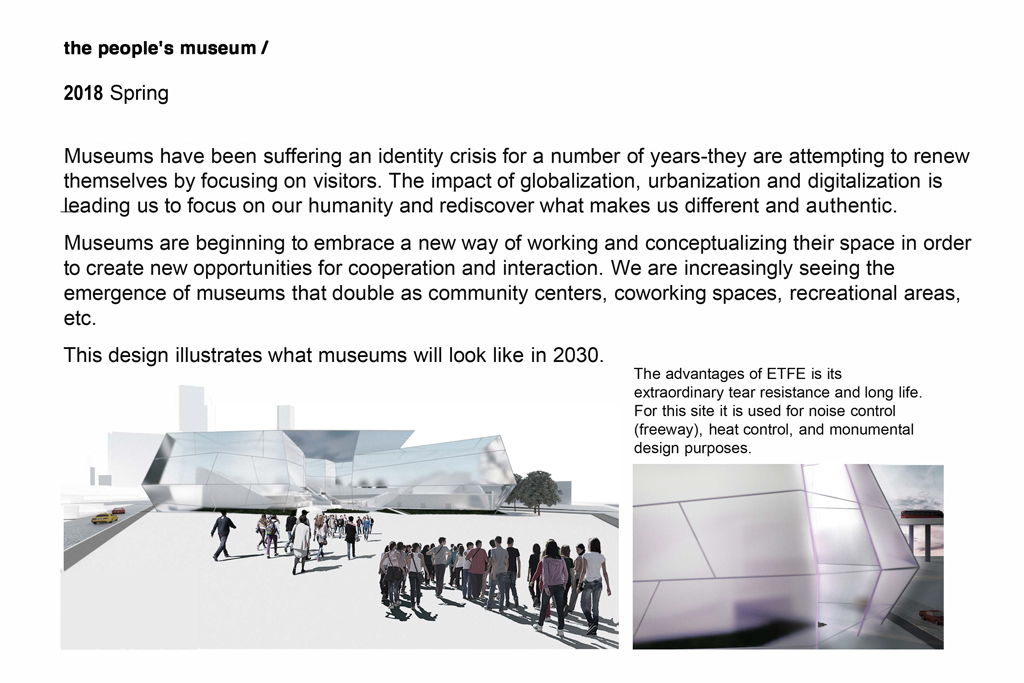 the people's museum /
2018 Spring
Museums have been suffering an identity crisis for a number of years-they are attempting to renew
themselves by focusing on visitors. The impact of globalization, urbanization and digitalization is
leading us to focus on our humanity and rediscover what makes us different and authentic.
Museums are beginning to embrace a new way of working and conceptualizing their space in order
to create new opportunities for cooperation and interaction. We are increasingly seeing the
emergence of museums that double as community centers, coworking spaces, recreational areas,
etc.
This design illustrates what museums will look like in 2030.
The advantages of ETFE is its
extraordinary tear resistance and long life.
For this site it is used for noise control
(freeway), heat control, and monumental
design purposes.